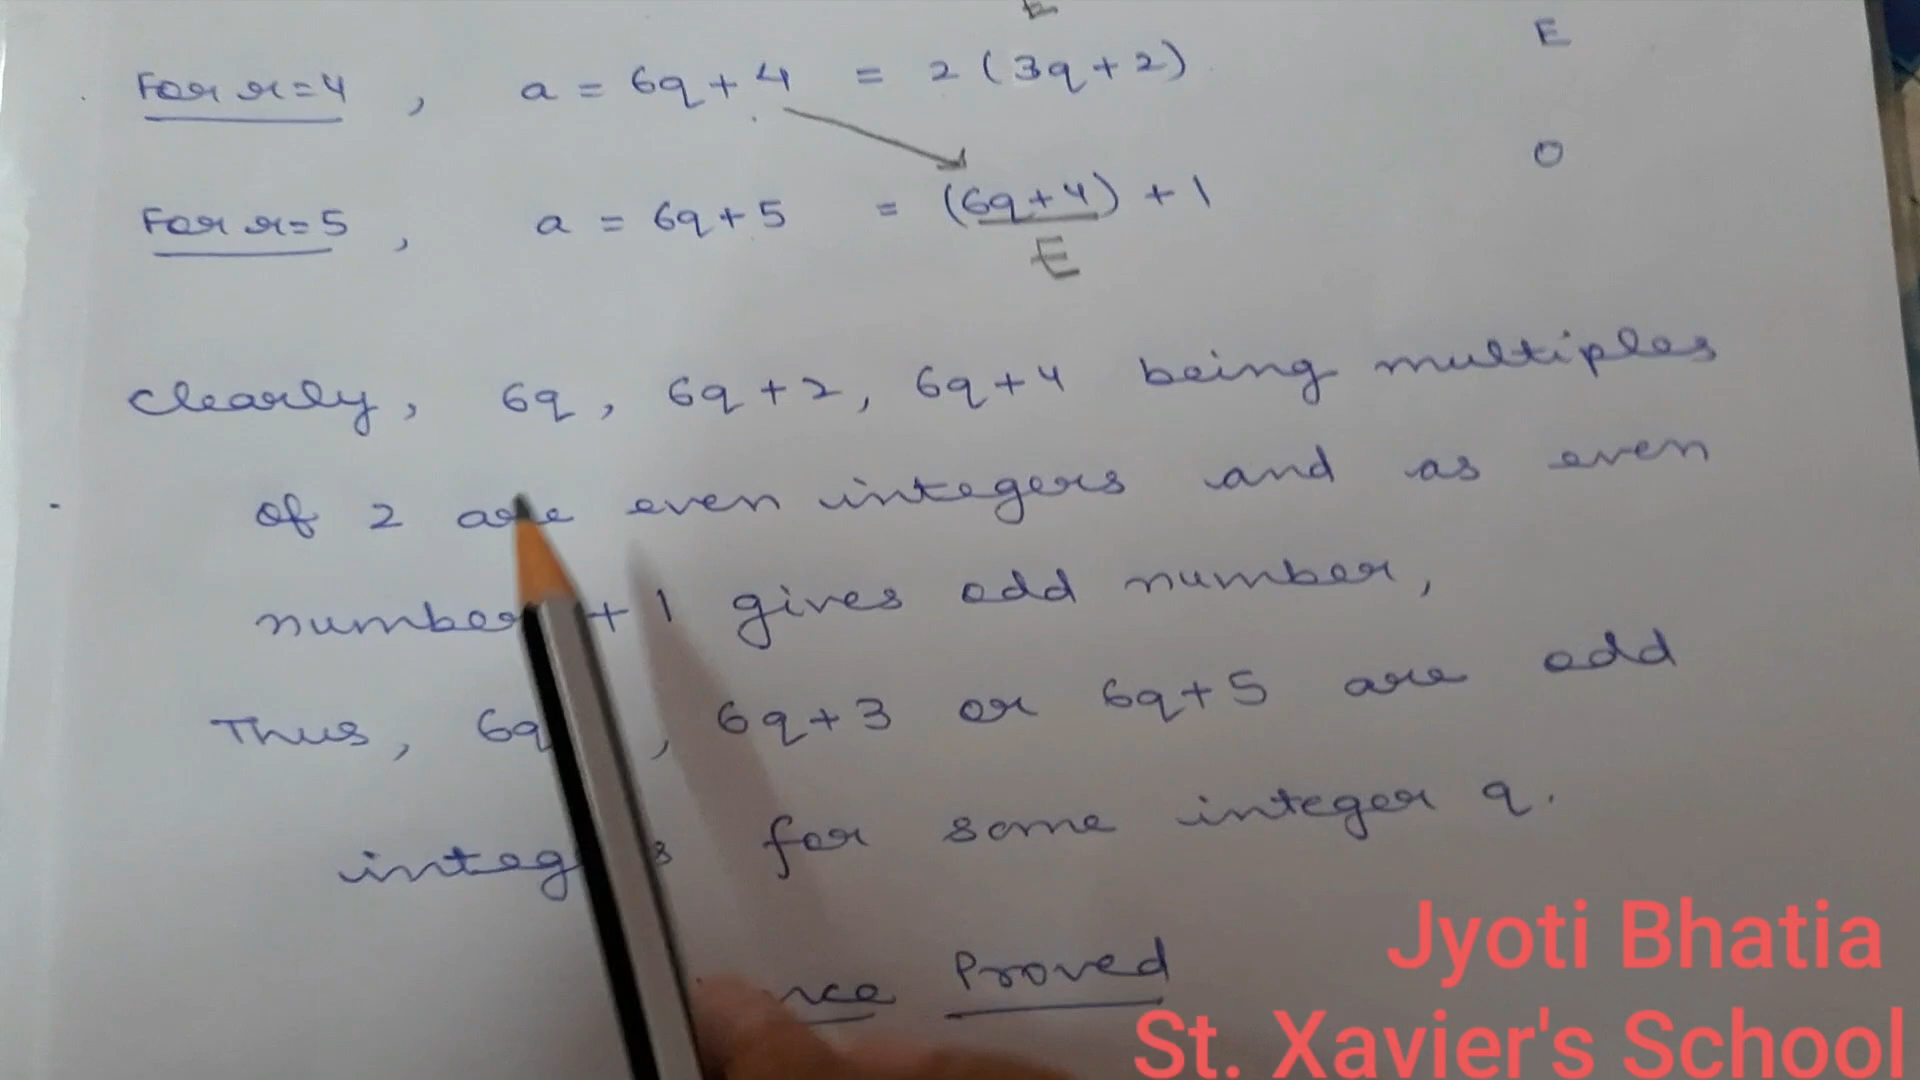 E
For r=4 , a = 6q+4 = 2(3q+2) E
For r=5 , a = 6q+5 = (6q+4)+1 O
E
Clearly, 6q, 6q+2, 6q+4 being multiples
of 2 are even integers and as even
number +1 gives odd number,
Thus, 6q , 6q+3 or 6q+5 are odd
integ s for some integer q.
nce Proved
Jyoti Bhatia
St. Xavier's School